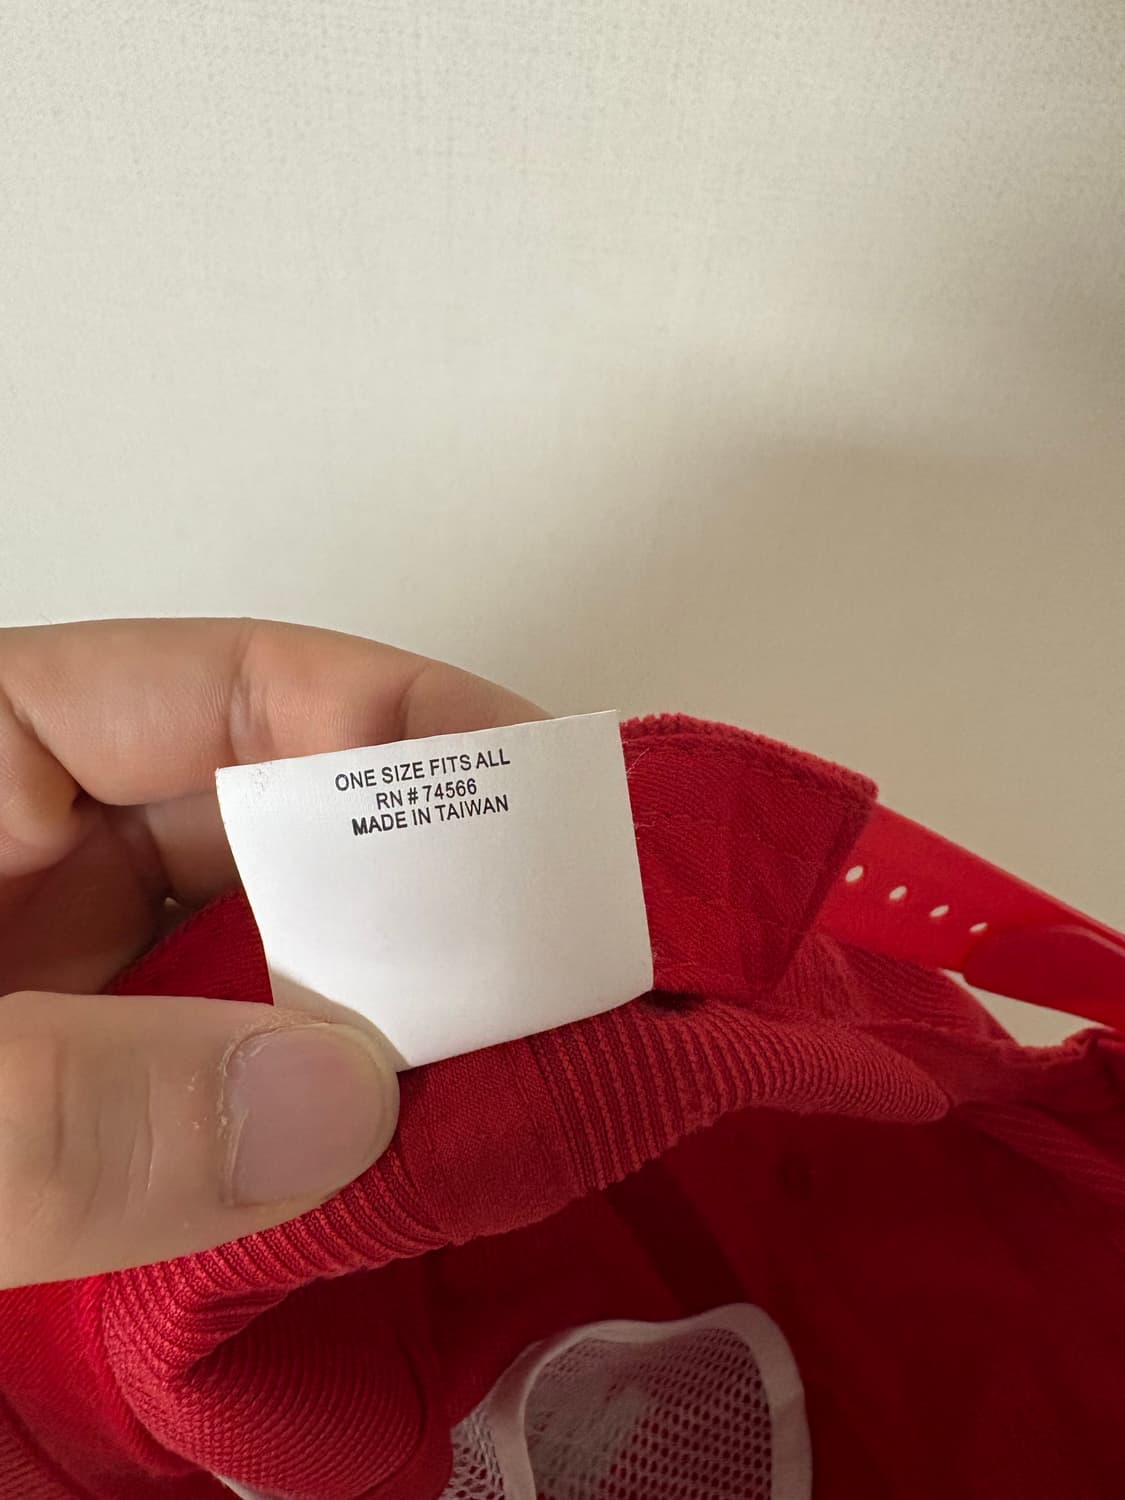 ONE SIZE FITS ALL
RN # 74566
MADE IN TAIWAN